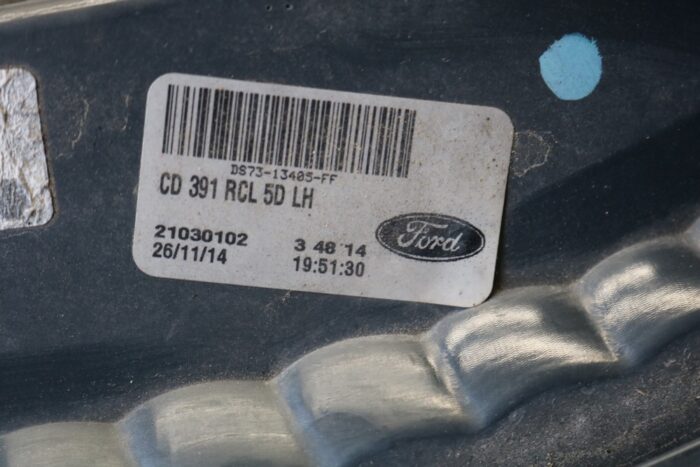 DS73-13405-FF
CD 391 RCL 5D LH
21030102 3 48 14
26/11/14 19:51:30
Ford